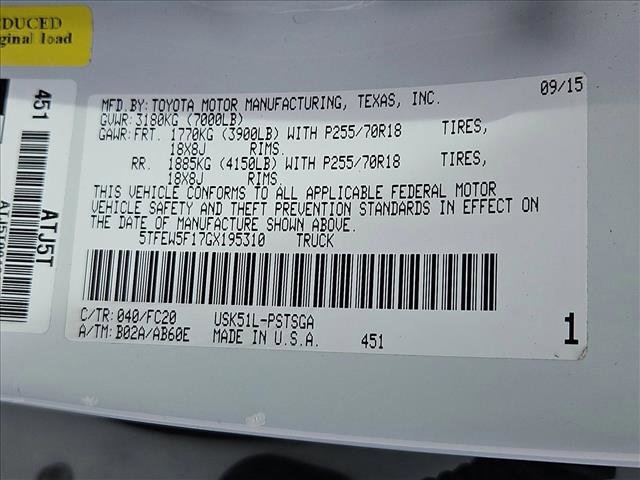 DUCED
ginal load
451
ATJ5T
09/15
MFD.BY: TOYOTA MOTOR MANUFACTURING, TEXAS, INC.
GVWR: 3180KG (7000LB)
GAWR: FRT. 1770KG (3900LB) WITH P255/70R18 TIRES,
18X8J RIMS.
RR. 1885KG (4150LB) WITH P255/70R18 TIRES,
18X8J RIMS.
THIS VEHICLE CONFORMS TO ALL APPLICABLE FEDERAL MOTOR
VEHICLE SAFETY AND THEFT PREVENTION STANDARDS IN EFFECT ON
THE DATE OF MANUFACTURE SHOWN ABOVE.
5TFEW5F17GX195310 TRUCK
C/TR: 040/FC20 USK51L-PSTSGA
A/TM: B02A/AB60E MADE IN U.S.A. 451
1